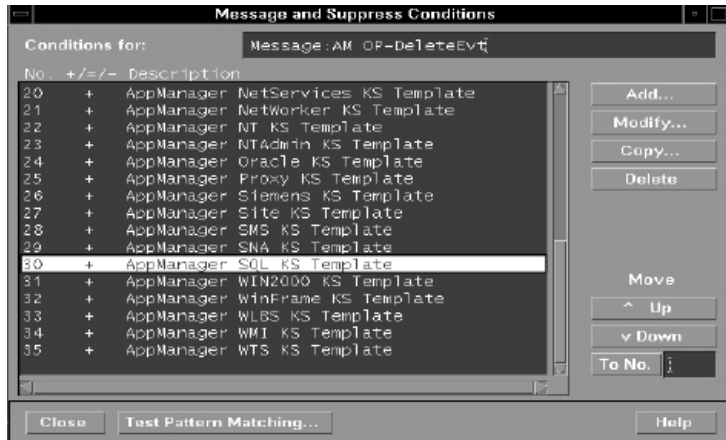 Message and Suppress Conditions
Conditions for: Message:AM OP-DeleteEvt
No. +/=/- Description
20 + AppManager NetServices KS Template
21 + AppManager NetWorker KS Template
22 + AppManager NT KS Template
23 + AppManager NTAdmin KS Template
24 + AppManager Oracle KS Template
25 + AppManager Proxy KS Template
26 + AppManager Siemens KS Template
27 + AppManager Site KS Template
28 + AppManager SMS KS Template
29 + AppManager SNA KS Template
30 + AppManager SQL KS Template
31 + AppManager WIN2000 KS Template
32 + AppManager WinFrame KS Template
33 + AppManager WLBS KS Template
34 + AppManager WMI KS Template
35 + AppManager WTS KS Template
Add...
Modify...
Copy...
Delete
Move
^ Up
v Down
To No.
Close Test Pattern Matching... Help